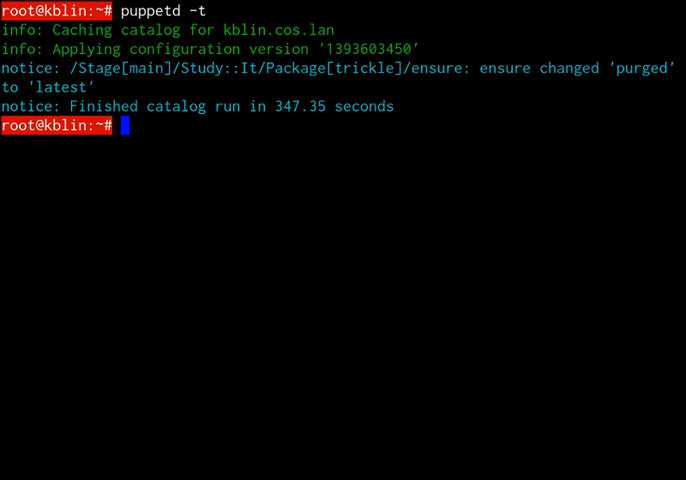 root@kblin:~# puppetd -t
info: Caching catalog for kblin.cos.lan
info: Applying configuration version '1393603450'
notice: /Stage[main]/Study::It/Package[trickle]/ensure: ensure changed 'purged'
to 'latest'
notice: Finished catalog run in 347.35 seconds
root@kblin:~#